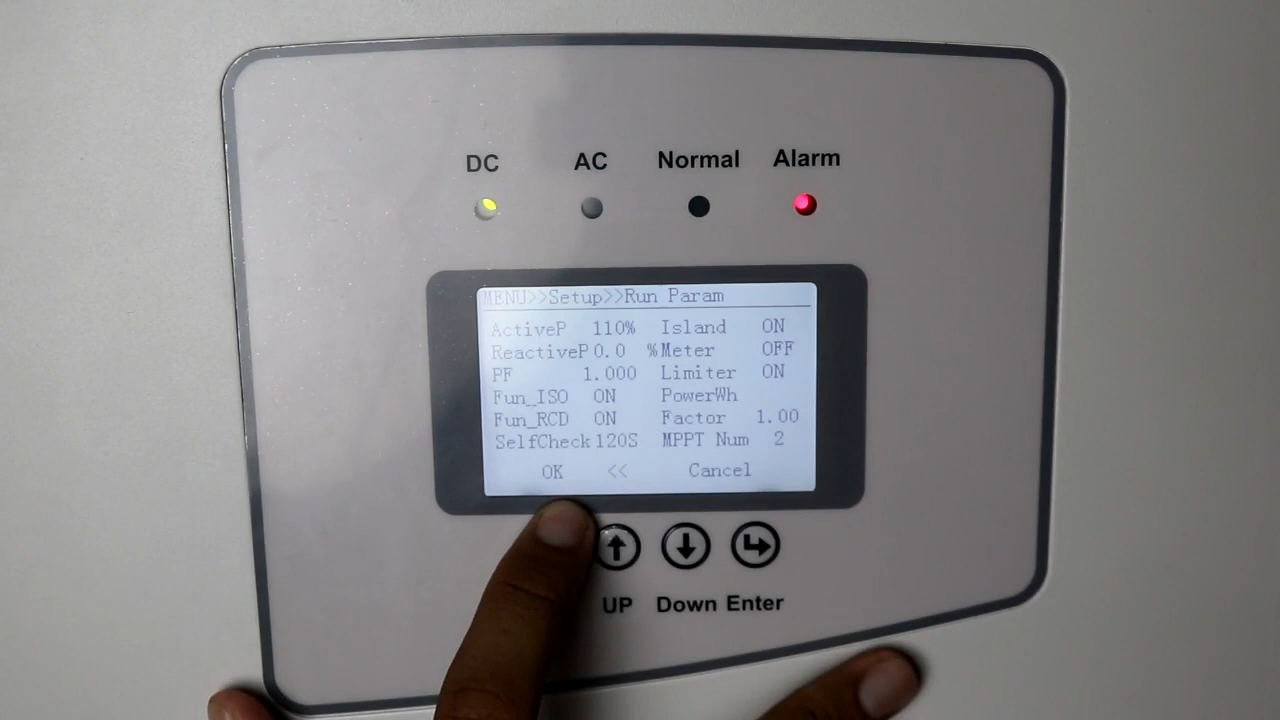 DC AC Normal Alarm
MENU>>Setup>>Run Param
ActiveP 110% Island ON
ReactiveP 0.0 % Meter OFF
PF 1.000 Limiter ON
Fun_ISO ON PowerWh
Fun_RCD ON Factor 1.00
SelfCheck 120S MPPT Num 2
OK << Cancel
UP Down Enter